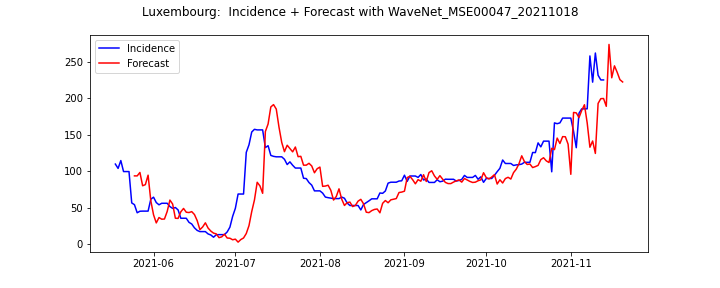 Luxembourg:  Incidence + Forecast with WaveNet_MSE00047_20211018
Incidence
Forecast
250
200
150
100
50
0
2021-06 2021-07 2021-08 2021-09 2021-10 2021-11